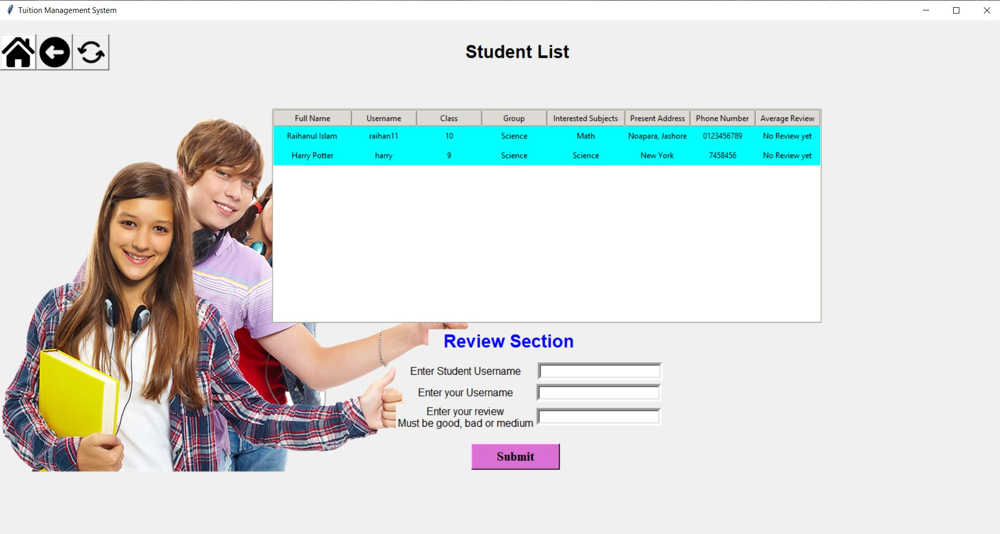 Tuition Management System
Student List
Full Name Username Class Group Interested Subjects Present Address Phone Number Average Review
Raihanul Islam raihan11 10 Science Math Noapara, Jashore 0123456789 No Review yet
Harry Potter harry 9 Science Science New York 7458456 No Review yet
Review Section
Enter Student Username
Enter your Username
Enter your review
Must be good, bad or medium
Submit